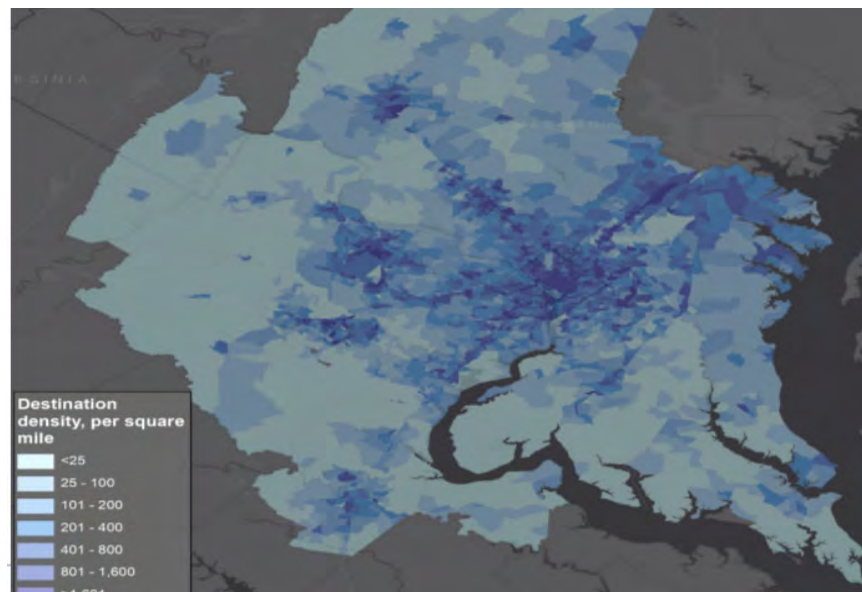 Destination
density, per square
mile
<25
25 - 100
101 - 200
201 - 400
401 - 800
801 - 1,600